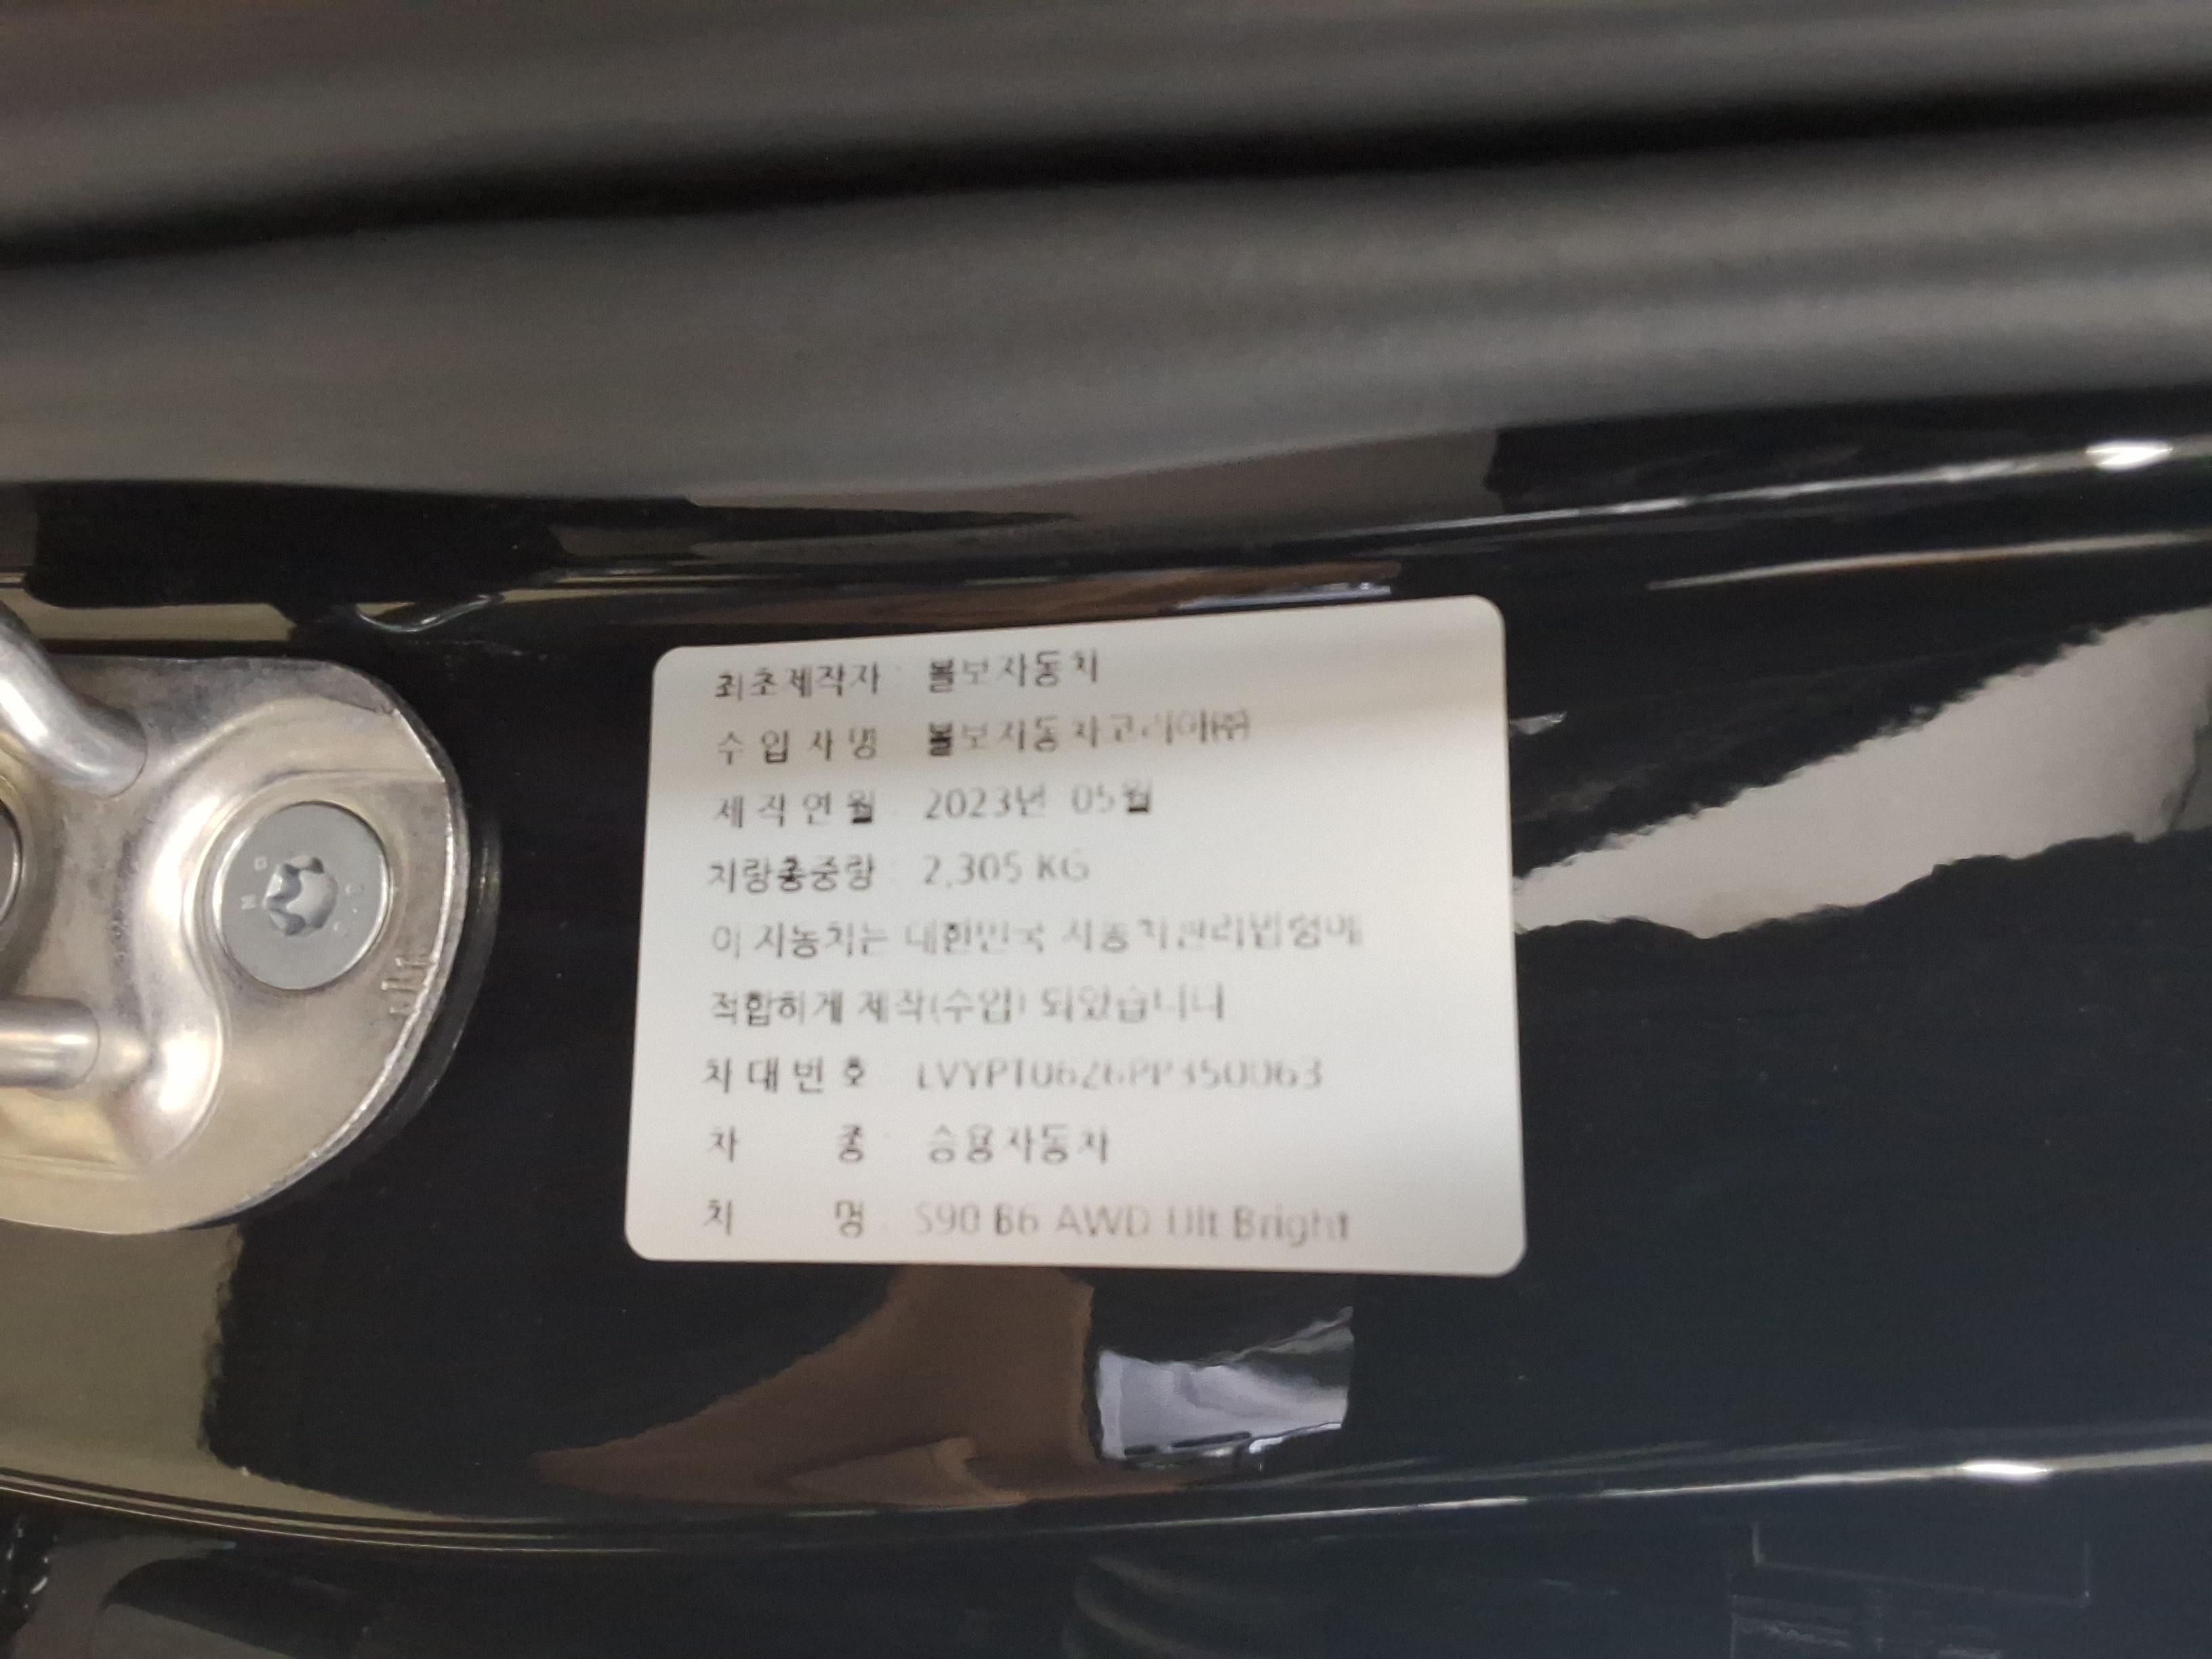 최초제작자 : 볼보자동차
수입사명 : 볼보자동차코리아㈜
제작연월 : 2023년 05월
차량총중량 : 2,305 KG
이 자동차는 대한민국 자동차관리법령에
적합하게 제작(수입) 되었습니다
차대번호 :
차 종 : 승용자동차
차 명 : S90 B6 AWD Ult Bright